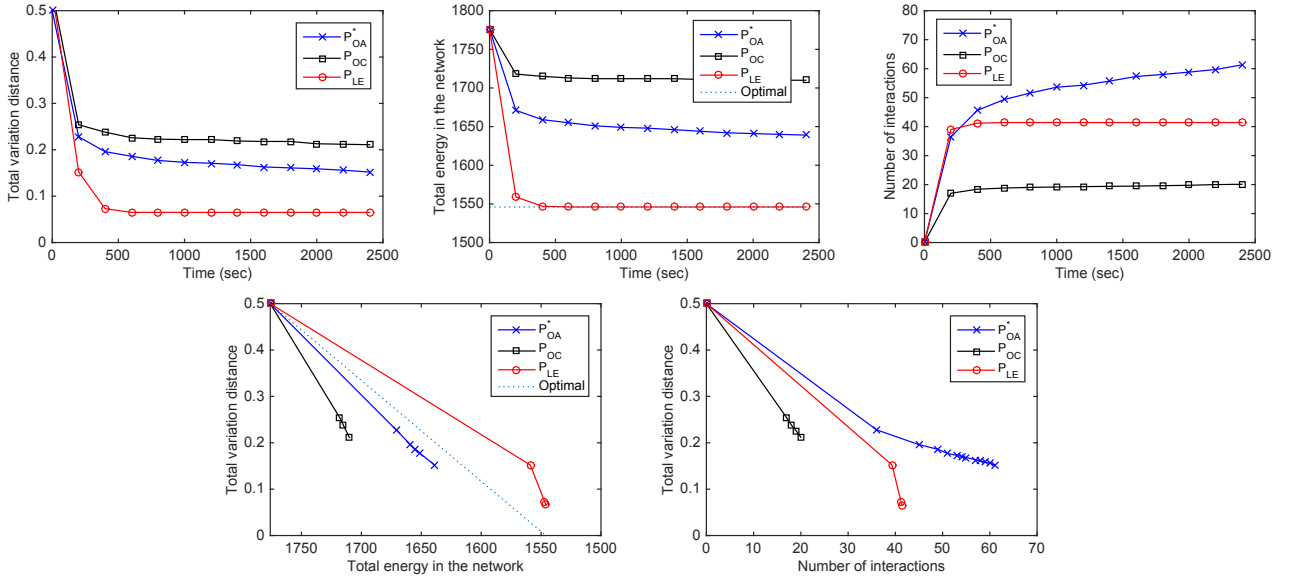 Total variation distance
0.5
0.4
0.3
0.2
0.1
0
0 500 1000 1500 2000 2500
Time (sec)
P*OA
POC
PLE
Total energy in the network
1800
1750
1700
1650
1600
1550
1500
0 500 1000 1500 2000 2500
Time (sec)
P*OA
POC
PLE
Optimal
Number of interactions
80
70
60
50
40
30
20
10
0
0 500 1000 1500 2000 2500
Time (sec)
P*OA
POC
PLE
Total variation distance
0.5
0.4
0.3
0.2
0.1
0
1750 1700 1650 1600 1550 1500
Total energy in the network
P*OA
POC
PLE
Optimal
Total variation distance
0.5
0.4
0.3
0.2
0.1
0
0 10 20 30 40 50 60 70
Number of interactions
P*OA
POC
PLE